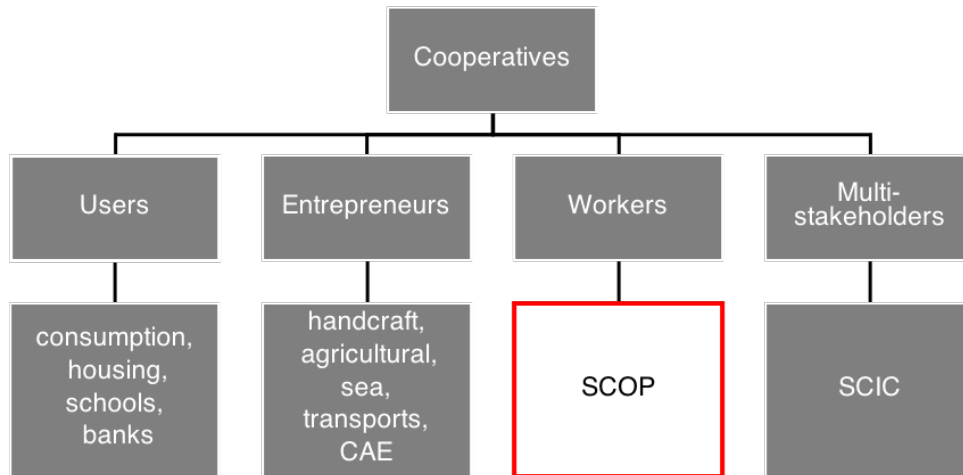 Cooperatives
Users
Entrepreneurs
Workers
Multi-
stakeholders
consumption,
housing,
schools,
banks
handcraft,
agricultural,
sea,
transports,
CAE
SCOP
SCIC